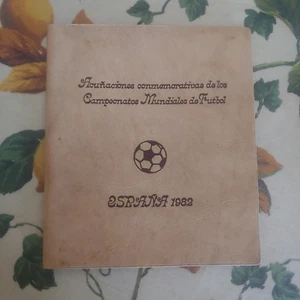 Acuñaciones conmemorativas de los
Campeonatos Mundiales de Futbol
ESPAÑA 1982